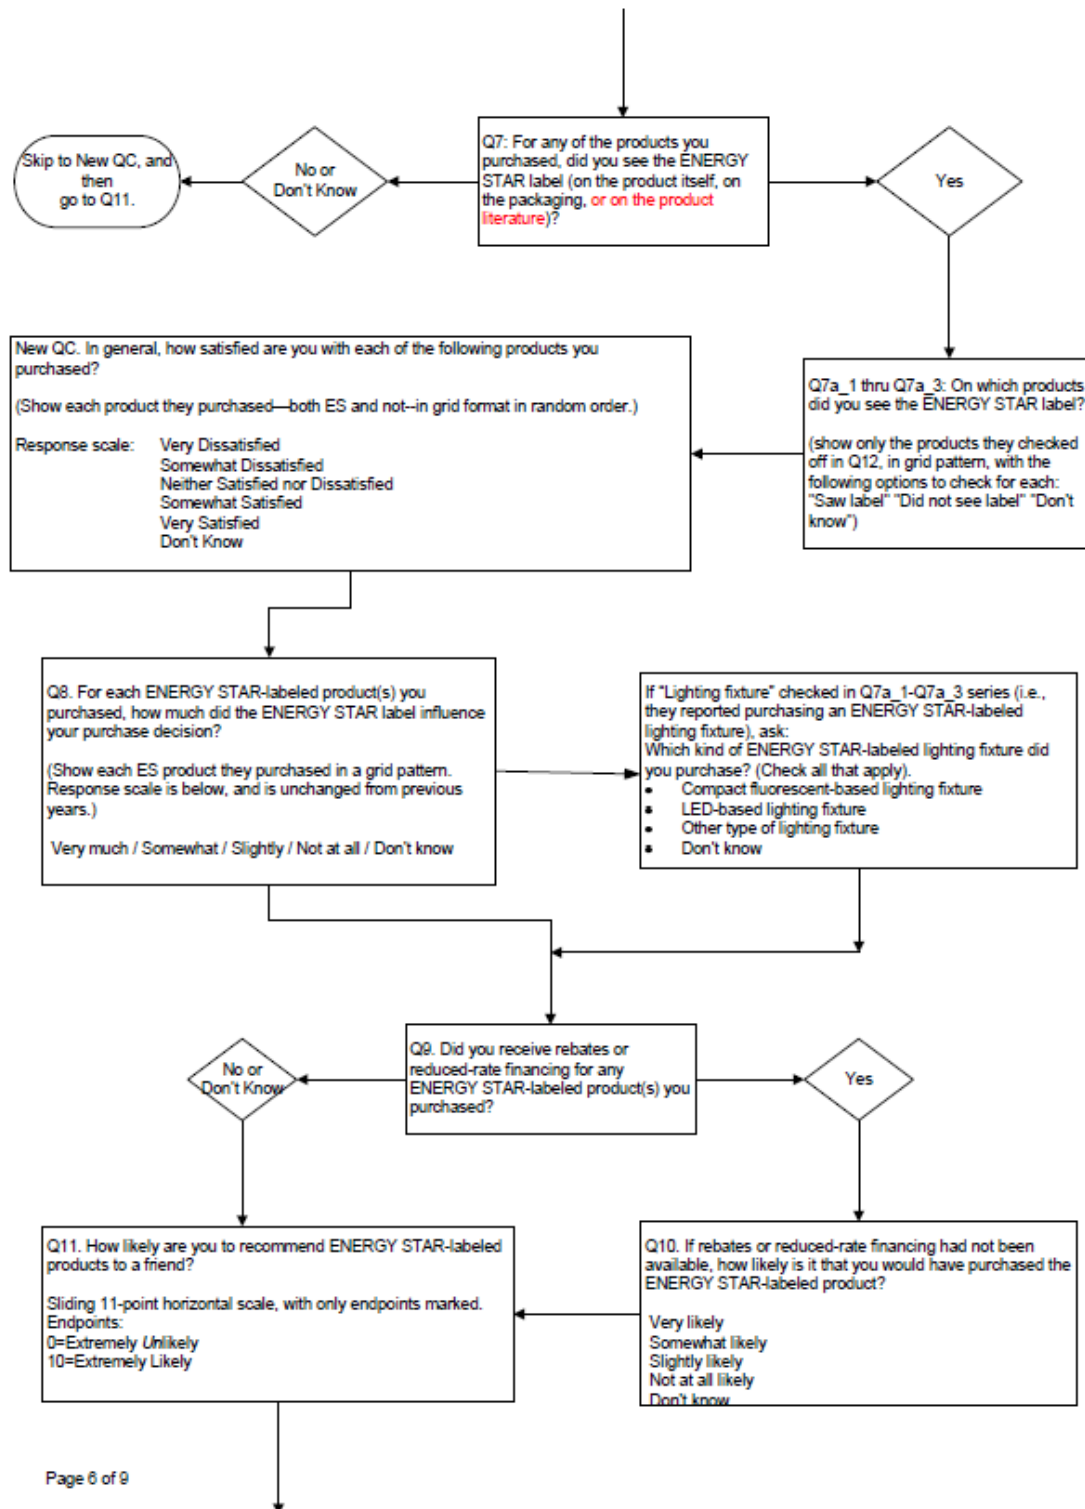 Skip to New QC, and
then
go to Q11.
No or
Don't Know
Q7: For any of the products you
purchased, did you see the ENERGY
STAR label (on the product itself, on
the packaging, or on the product
literature)?
Yes
New QC. In general, how satisfied are you with each of the following products you
purchased?
(Show each product they purchased—both ES and not--in grid format in random order.)
Response scale: Very Dissatisfied
Somewhat Dissatisfied
Neither Satisfied nor Dissatisfied
Somewhat Satisfied
Very Satisfied
Don't Know
Q7a_1 thru Q7a_3: On which products
did you see the ENERGY STAR label?
(show only the products they checked
off in Q12, in grid pattern, with the
following options to check for each:
"Saw label" "Did not see label" "Don't
know")
Q8. For each ENERGY STAR-labeled product(s) you
purchased, how much did the ENERGY STAR label influence
your purchase decision?
(Show each ES product they purchased in a grid pattern.
Response scale is below, and is unchanged from previous
years.)
Very much / Somewhat / Slightly / Not at all / Don't know
If "Lighting fixture" checked in Q7a_1-Q7a_3 series (i.e.,
they reported purchasing an ENERGY STAR-labeled
lighting fixture), ask:
Which kind of ENERGY STAR-labeled lighting fixture did
you purchase? (Check all that apply).
• Compact fluorescent-based lighting fixture
• LED-based lighting fixture
• Other type of lighting fixture
• Don't know
No or
Don't Know
Q9. Did you receive rebates or
reduced-rate financing for any
ENERGY STAR-labeled product(s) you
purchased?
Yes
Q11. How likely are you to recommend ENERGY STAR-labeled
products to a friend?
Sliding 11-point horizontal scale, with only endpoints marked.
Endpoints:
0=Extremely Unlikely
10=Extremely Likely
Q10. If rebates or reduced-rate financing had not been
available, how likely is it that you would have purchased the
ENERGY STAR-labeled product?
Very likely
Somewhat likely
Slightly likely
Not at all likely
Don't know
Page 6 of 9